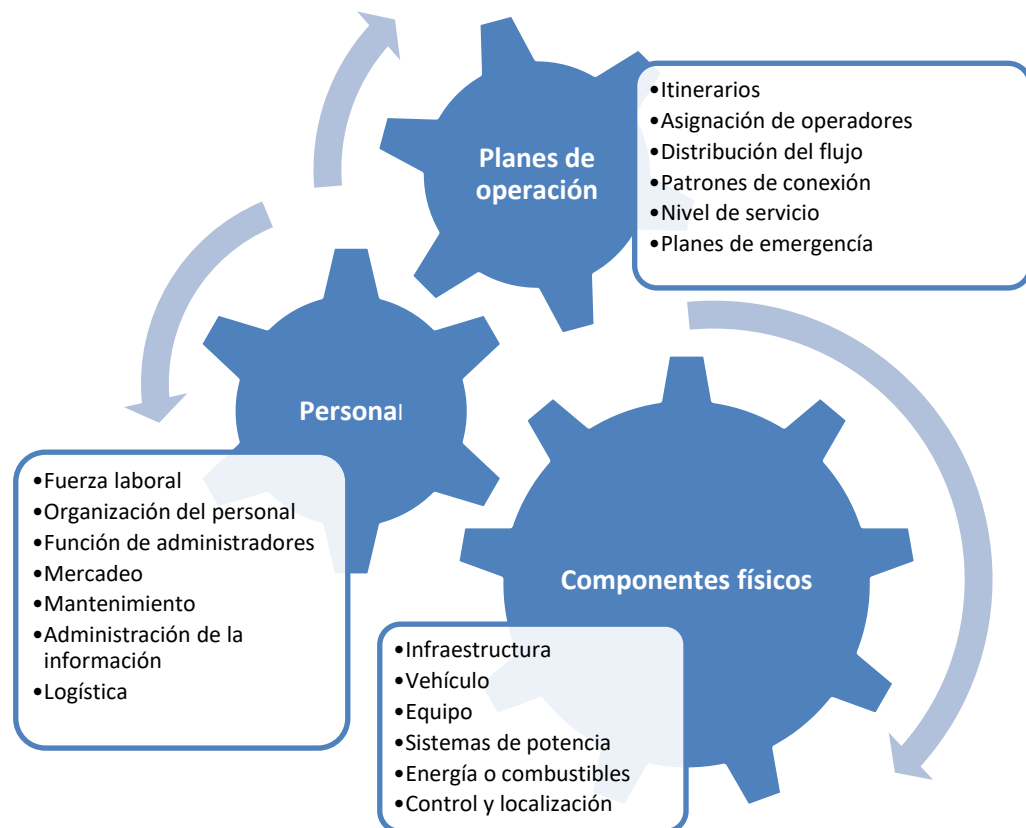 Planes de
operación
•Itinerarios
•Asignación de operadores
•Distribución del flujo
•Patrones de conexión
•Nivel de servicio
•Planes de emergencía
Personal
•Fuerza laboral
•Organización del personal
•Función de administradores
•Mercadeo
•Mantenimiento
•Administración de la
información
•Logística
Componentes físicos
•Infraestructura
•Vehículo
•Equipo
•Sistemas de potencia
•Energía o combustibles
•Control y localización